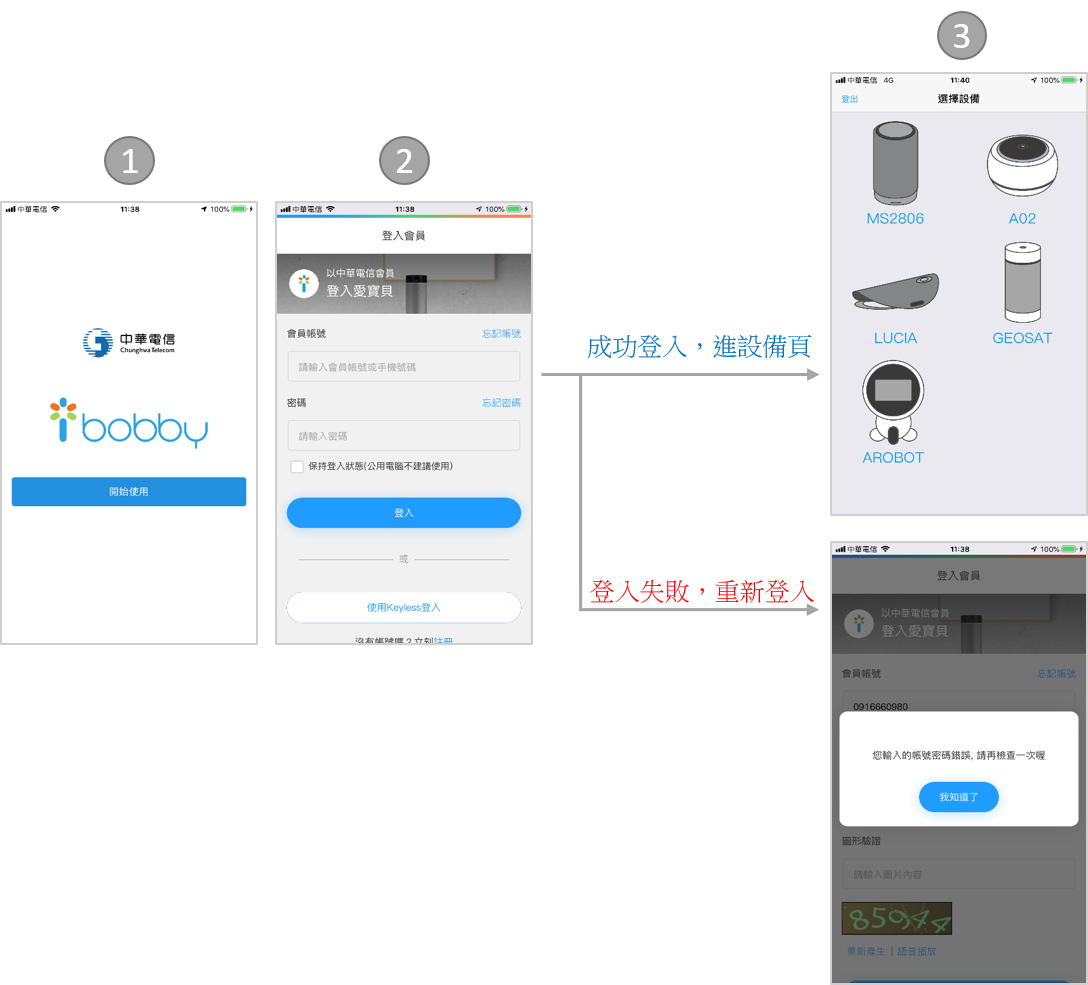 1
中華電信
11:38
100%
中華電信
Chunghwa Telecom
ibobby
開始使用
2
中華電信
11:38
100%
登入會員
以中華電信會員
登入愛寶貝
會員帳號
忘記帳號
請輸入會員帳號或手機號碼
密碼
忘記密碼
請輸入密碼
保持登入狀態(公用電腦不建議使用)
登入
或
使用Keyless登入
沒有帳號嗎？立刻註冊
成功登入，進設備頁
登入失敗，重新登入
3
中華電信 4G
11:40
100%
登出
選擇設備
MS2806
A02
LUCIA
GEOSAT
AROBOT
中華電信
11:38
100%
登入會員
以中華電信會員
登入愛寶貝
會員帳號
忘記帳號
0916660980
您輸入的帳號密碼錯誤, 請再檢查一次喔
我知道了
圖形驗證
請輸入圖片內容
85944
重新產生 | 語音播放